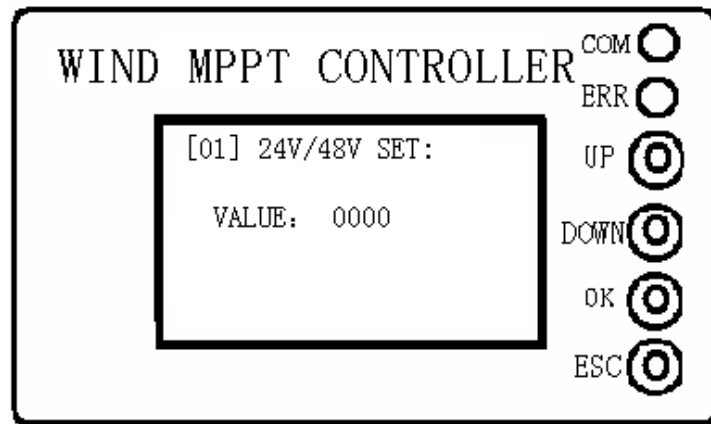 WIND MPPT CONTROLLER
COM
ERR
[01] 24V/48V SET:
UP
VALUE: 0000
DOWN
OK
ESC